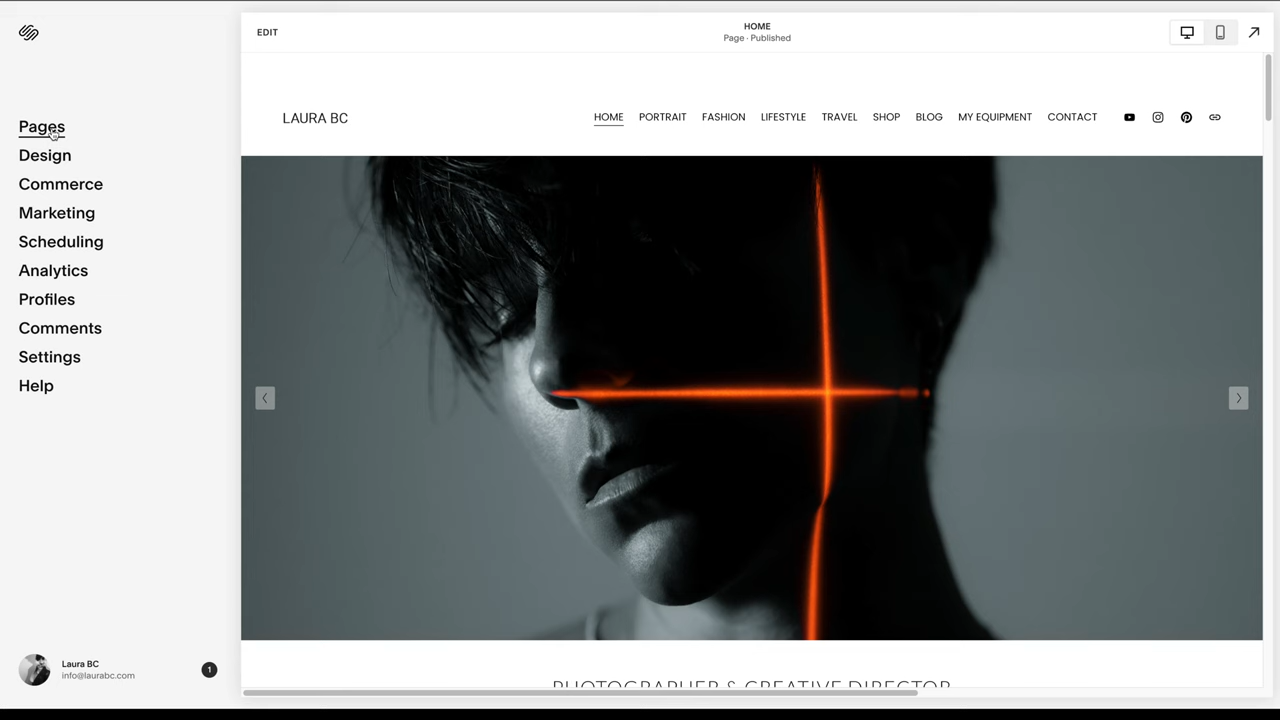 EDIT
HOME
Page · Published
Pages
Design
Commerce
Marketing
Scheduling
Analytics
Profiles
Comments
Settings
Help
LAURA BC
HOME PORTRAIT FASHION LIFESTYLE TRAVEL SHOP BLOG MY EQUIPMENT CONTACT
PHOTOGRAPHER & CREATIVE DIRECTOR
Laura BC
info@laurabc.com
1